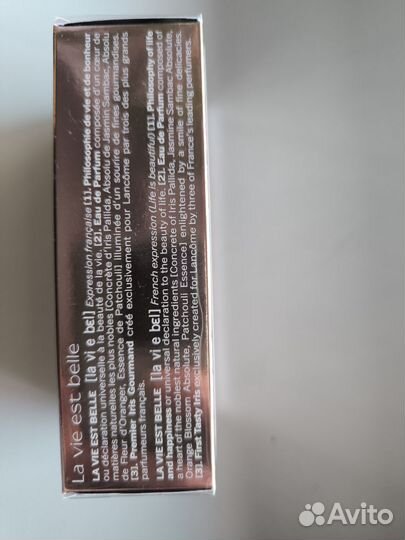 La vie est belle
LA VIE EST BELLE [la vi e bɛl] Expression française [1]. Philosophie de vie et de bonheur
ou déclaration universelle à la beauté de la vie. [2]. Eau de Parfum composée d'un cœur de
matières naturelles les plus nobles (Concrète d'Iris Pallida, Absolu de Jasmin Sambac, Absolu
de Fleur d'Oranger, Essence de Patchouli) illuminée d'un sourire de fines gourmandises.
[3]. Premier Iris Gourmand créé exclusivement pour Lancôme par trois des plus grands
parfumeurs français.
LA VIE EST BELLE [la vi e bɛl] French expression (Life is beautiful) [1]. Philosophy of life
and happiness or universal declaration to the beauty of life. [2]. Eau de Parfum composed of
a heart of the noblest natural ingredients (Concrete of Iris Pallida, Jasmine Sambac Absolute,
Orange Blossom Absolute, Patchouli Essence) enlightened by a smile of fine delicacies.
[3]. First Tasty Iris exclusively created for Lancôme by three of France's leading perfumers.
Avito